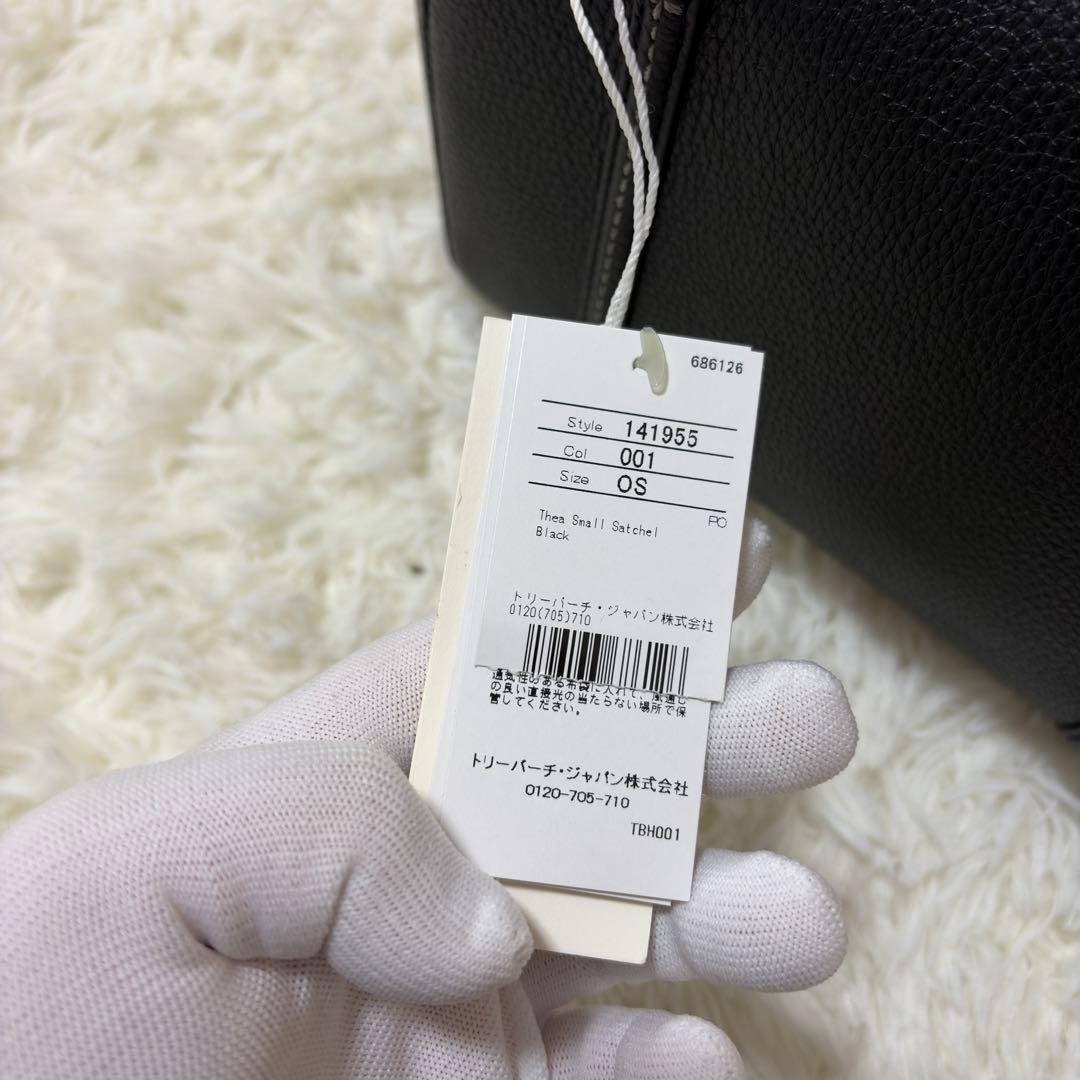 686126
Style 141955
Col 001
Size OS
PO
Thea Small Satchel
Black
トリーバーチ・ジャパン株式会社
0120(705)710
通気性のある布袋に入れて、風通し
の良い直接光の当たらない場所で保
管してください。
トリーバーチ・ジャパン株式会社
0120-705-710
TBH001